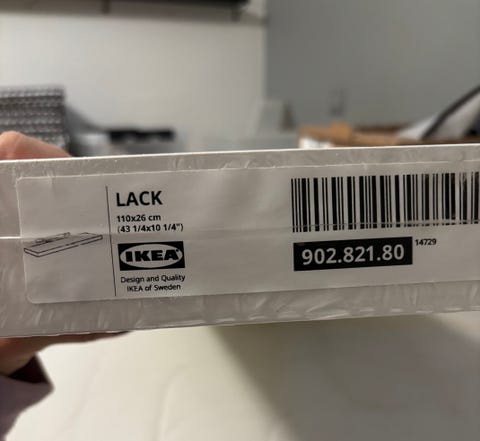 LACK
110x26 cm
(43 1/4x10 1/4")
IKEA
Design and Quality
IKEA of Sweden
902.821.80
14729